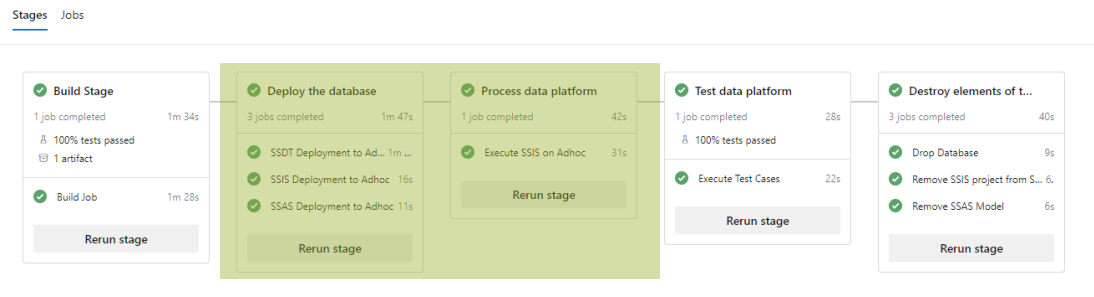 Stages Jobs
Build Stage
1 job completed 1m 34s
100% tests passed
1 artifact
Build Job 1m 28s
Rerun stage
Deploy the database
3 jobs completed 1m 47s
SSDT Deployment to Ad... 1m ...
SSIS Deployment to Adhoc 16s
SSAS Deployment to Adhoc 11s
Rerun stage
Process data platform
1 job completed 42s
Execute SSIS on Adhoc 31s
Rerun stage
Test data platform
1 job completed 28s
100% tests passed
Execute Test Cases 22s
Rerun stage
Destroy elements of t...
3 jobs completed 40s
Drop Database 9s
Remove SSIS project from S... 6.
Remove SSAS Model 6s
Rerun stage